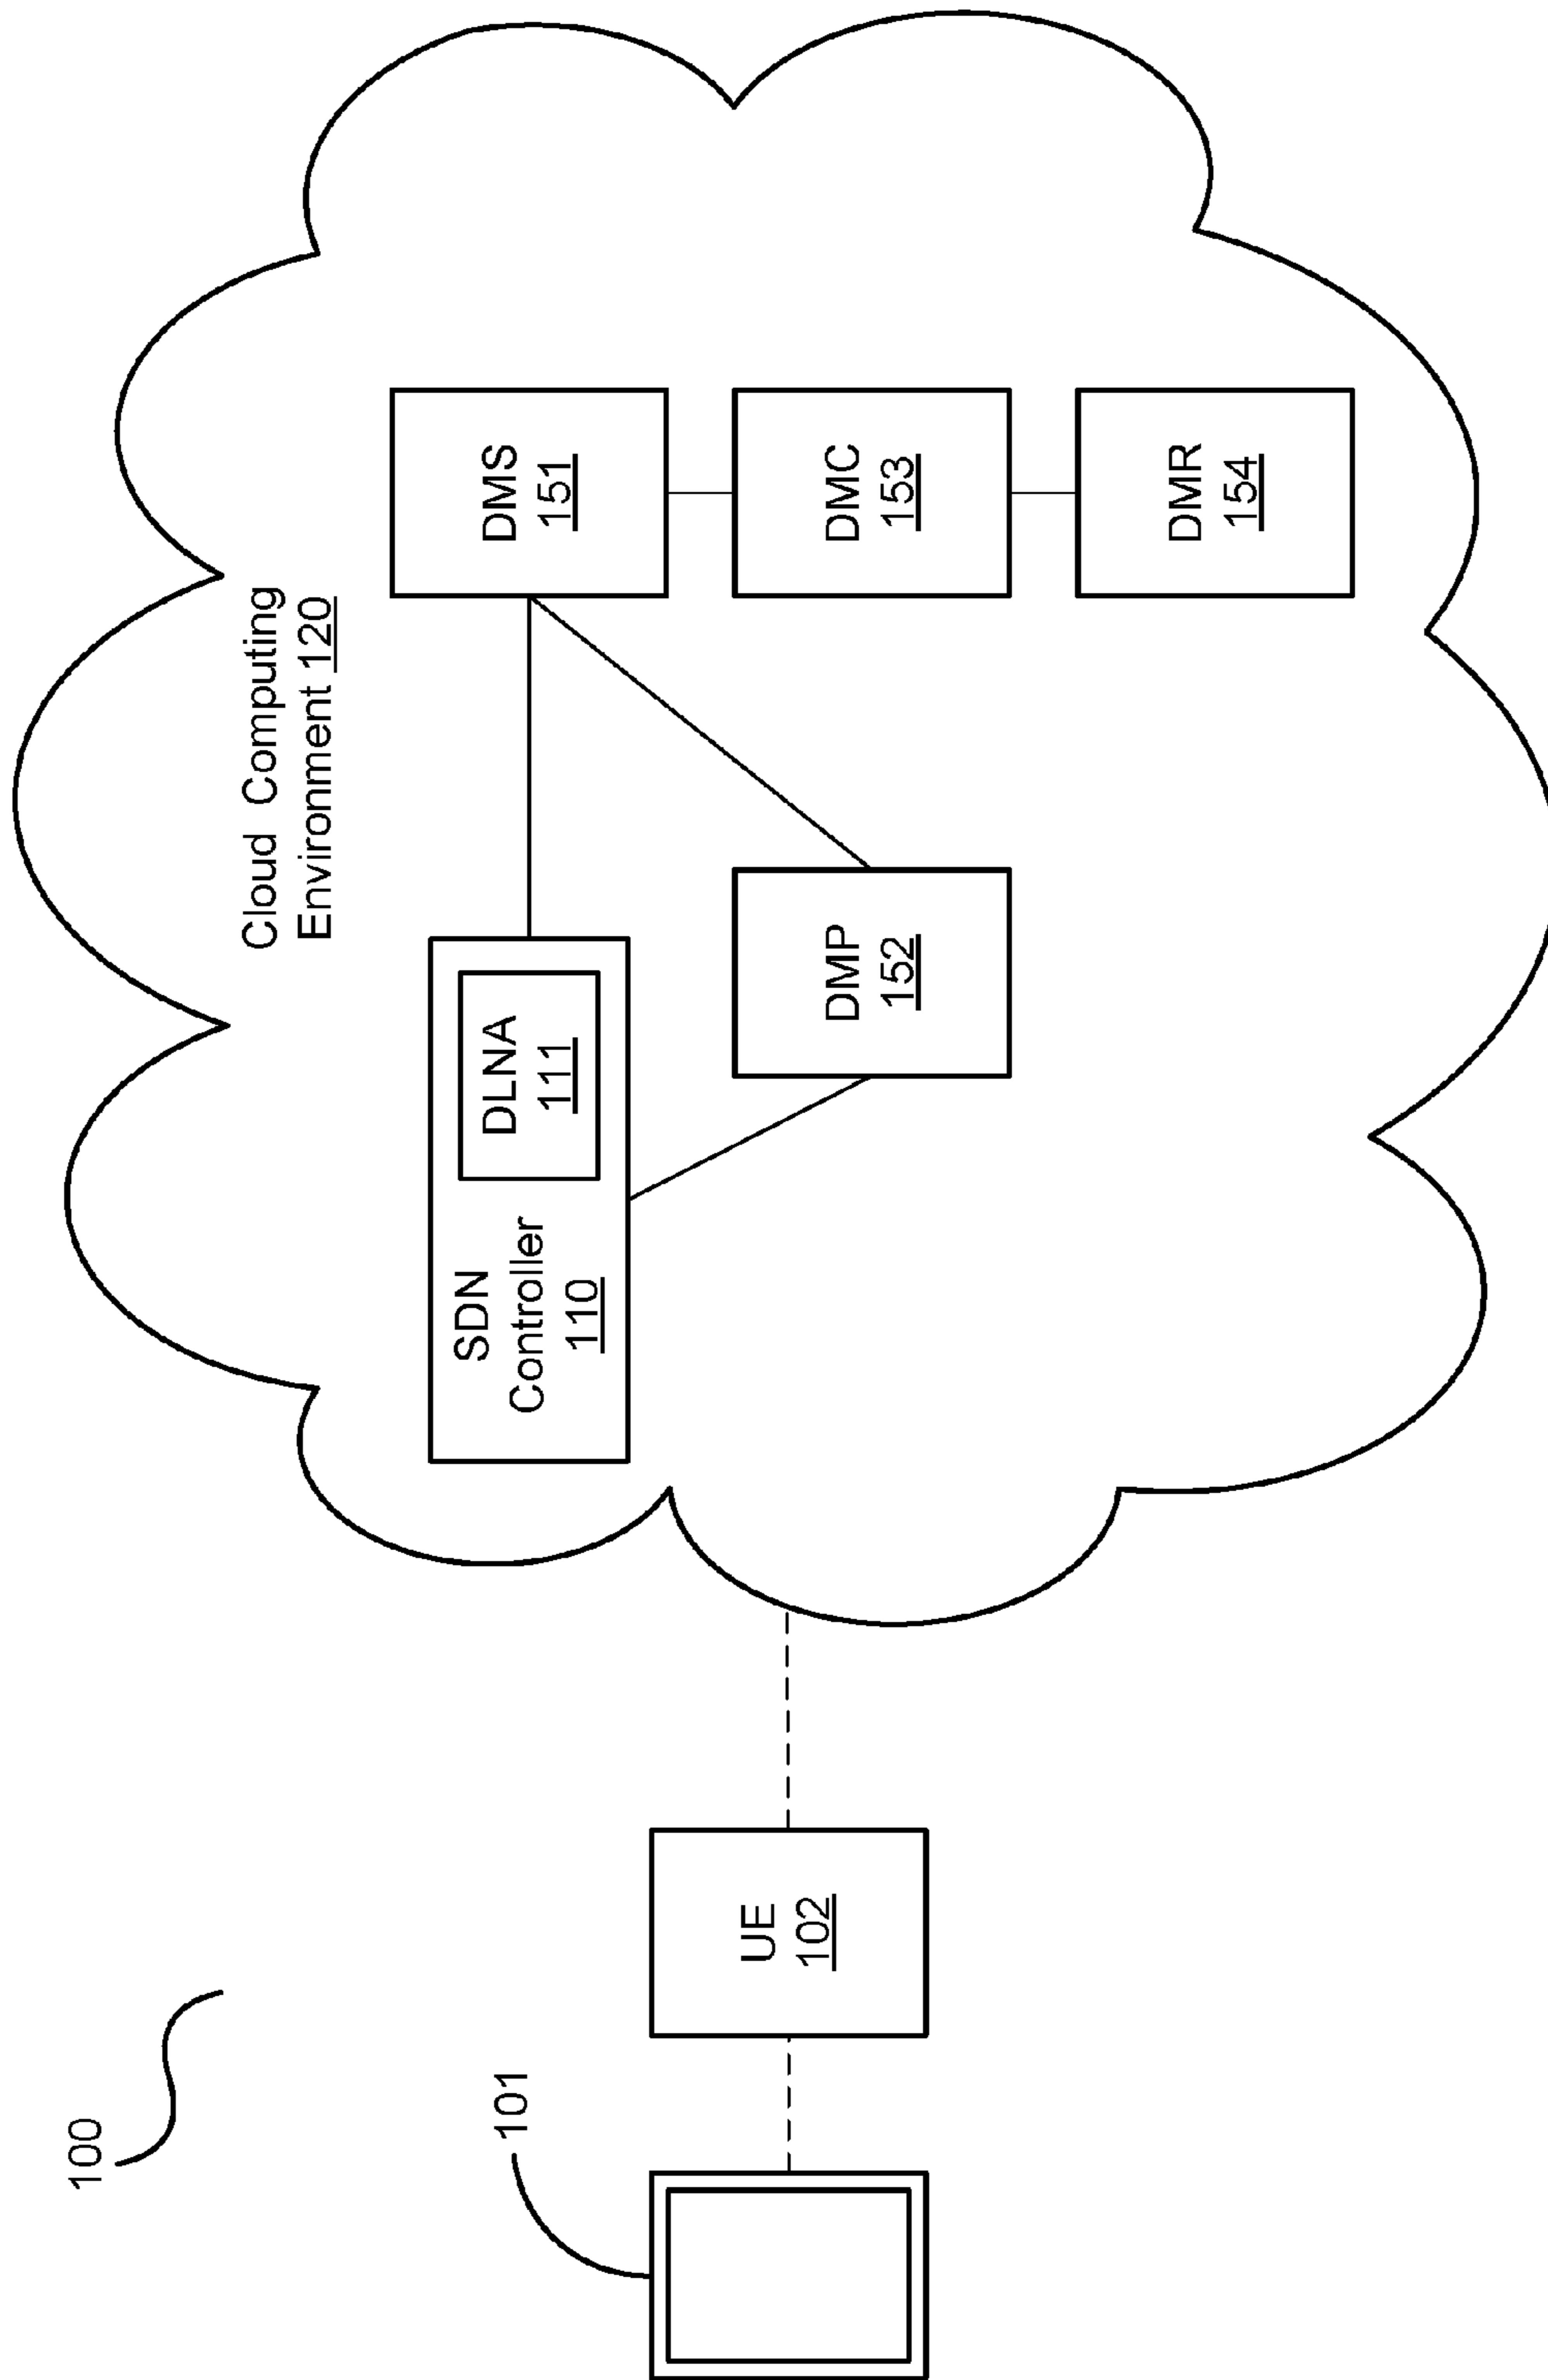 100
101
UE
102
Cloud Computing
Environment 120
SDN
Controller
110
DLNA
111
DMS
151
DMP
152
DMC
153
DMR
154